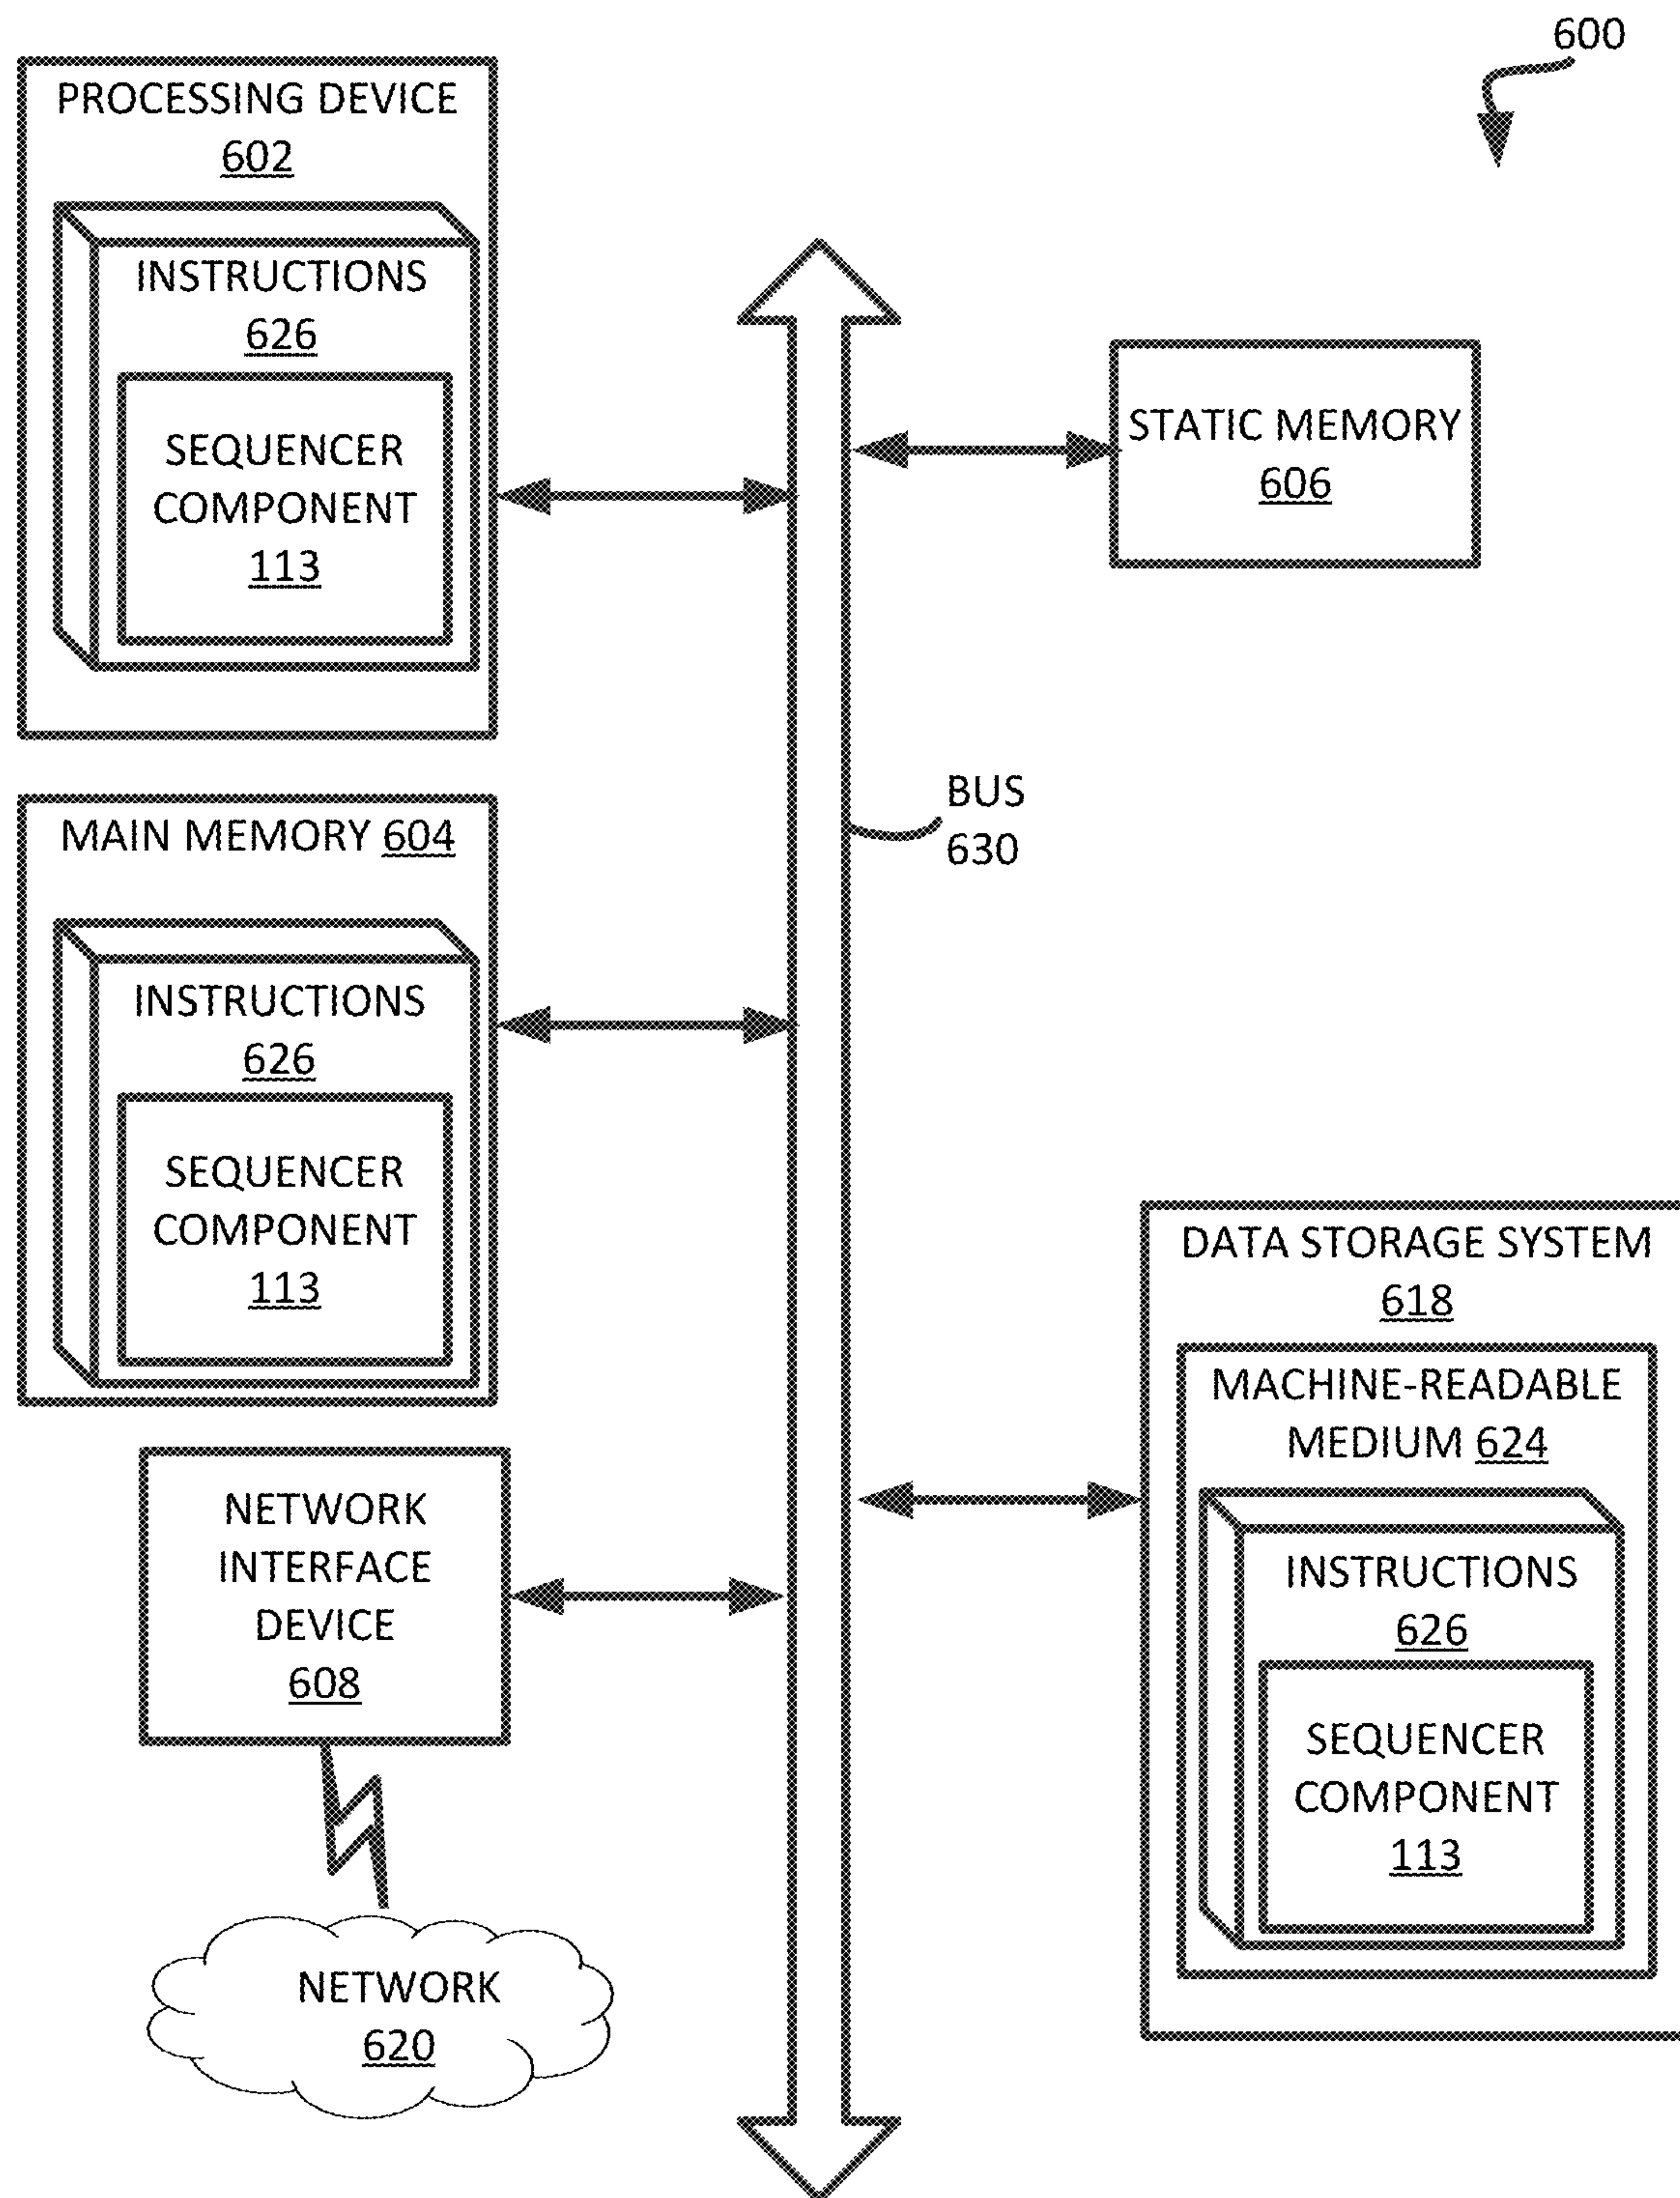 600
PROCESSING DEVICE
602
INSTRUCTIONS
626
SEQUENCER
COMPONENT
113
STATIC MEMORY
606
BUS
630
MAIN MEMORY 604
INSTRUCTIONS
626
SEQUENCER
COMPONENT
113
DATA STORAGE SYSTEM
618
MACHINE-READABLE
MEDIUM 624
INSTRUCTIONS
626
SEQUENCER
COMPONENT
113
NETWORK
INTERFACE
DEVICE
608
NETWORK
620